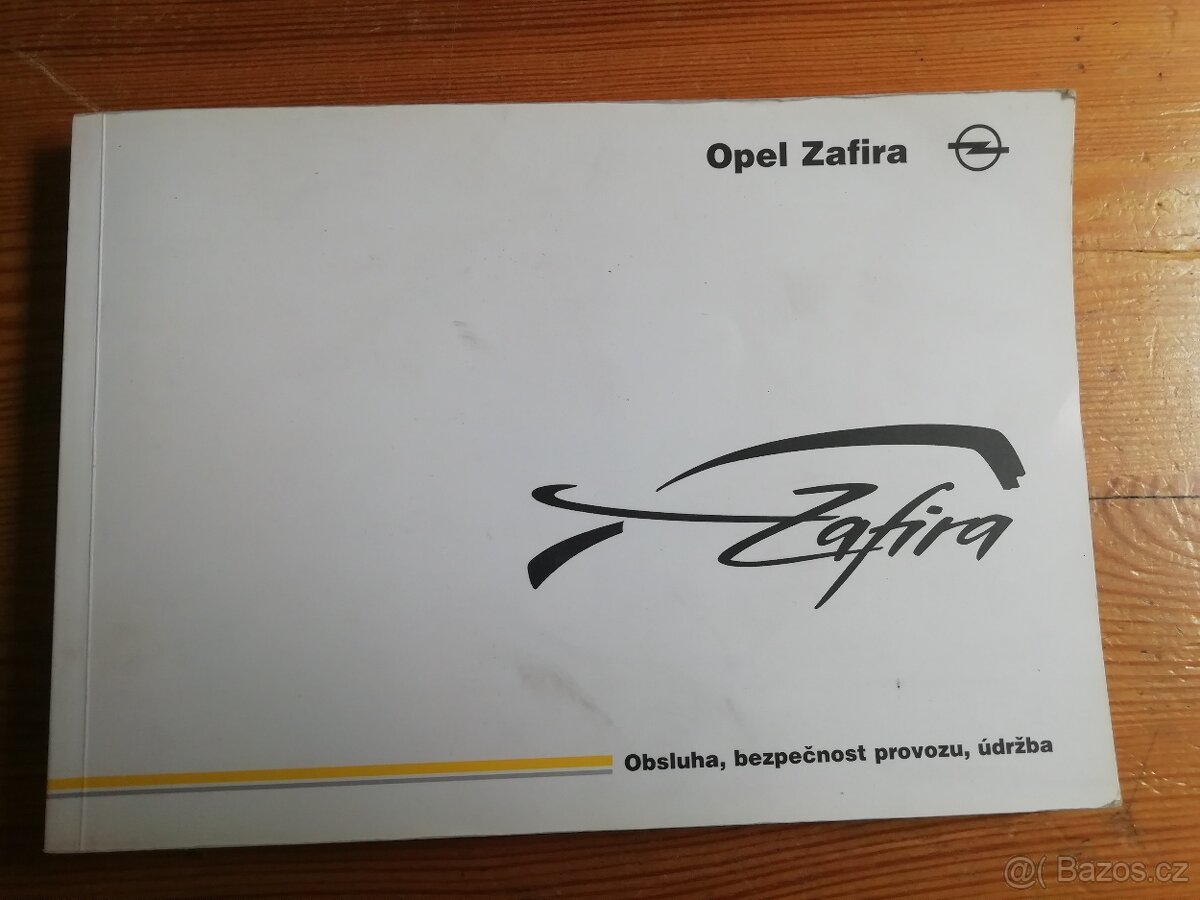 Opel Zafira
Zafira
Obsluha, bezpečnost provozu, údržba
@( Bazos.cz